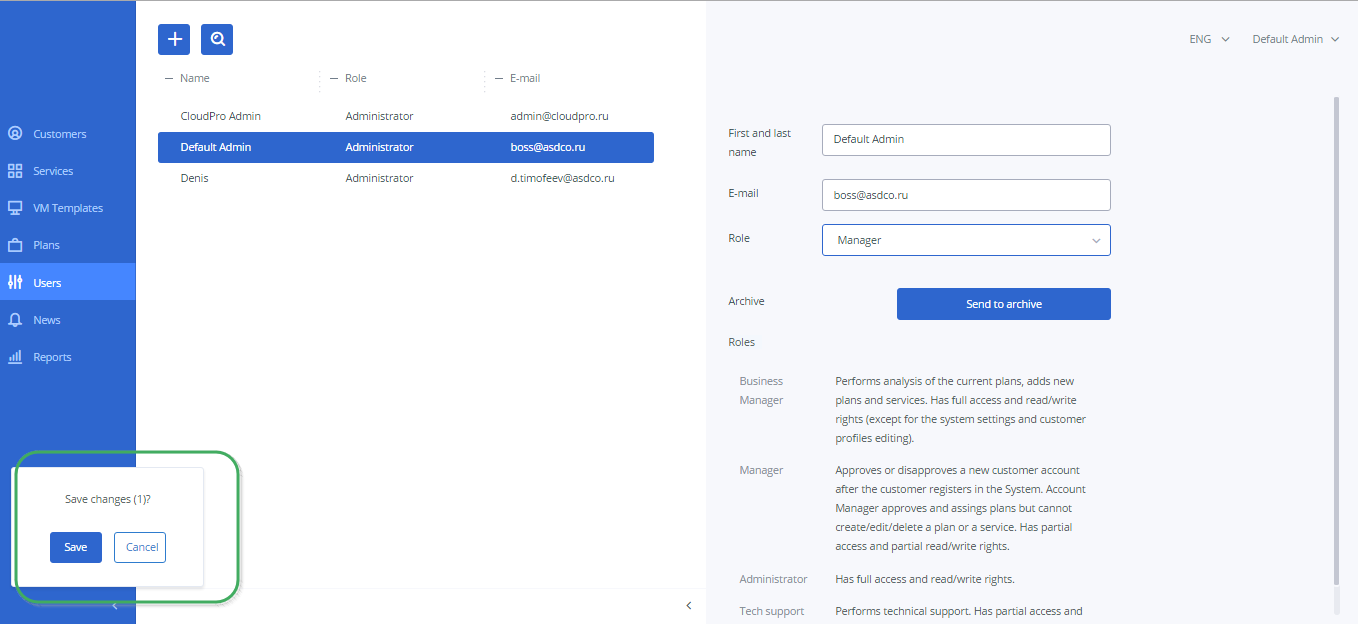 ENG
Default Admin
Customers
Services
VM Templates
Plans
Users
News
Reports
Save changes (1)?
Save
Cancel
Name Role E-mail
CloudPro Admin Administrator admin@cloudpro.ru
Default Admin Administrator boss@asdco.ru
Denis Administrator d.timofeev@asdco.ru
First and last
name
Default Admin
E-mail
boss@asdco.ru
Role
Manager
Archive
Send to archive
Roles
Business
Manager
Performs analysis of the current plans, adds new
plans and services. Has full access and read/write
rights (except for the system settings and customer
profiles editing).
Manager
Approves or disapproves a new customer account
after the customer registers in the System. Account
Manager approves and assings plans but cannot
create/edit/delete a plan or a service. Has partial
access and partial read/write rights.
Administrator
Has full access and read/write rights.
Tech support
Performs technical support. Has partial access and